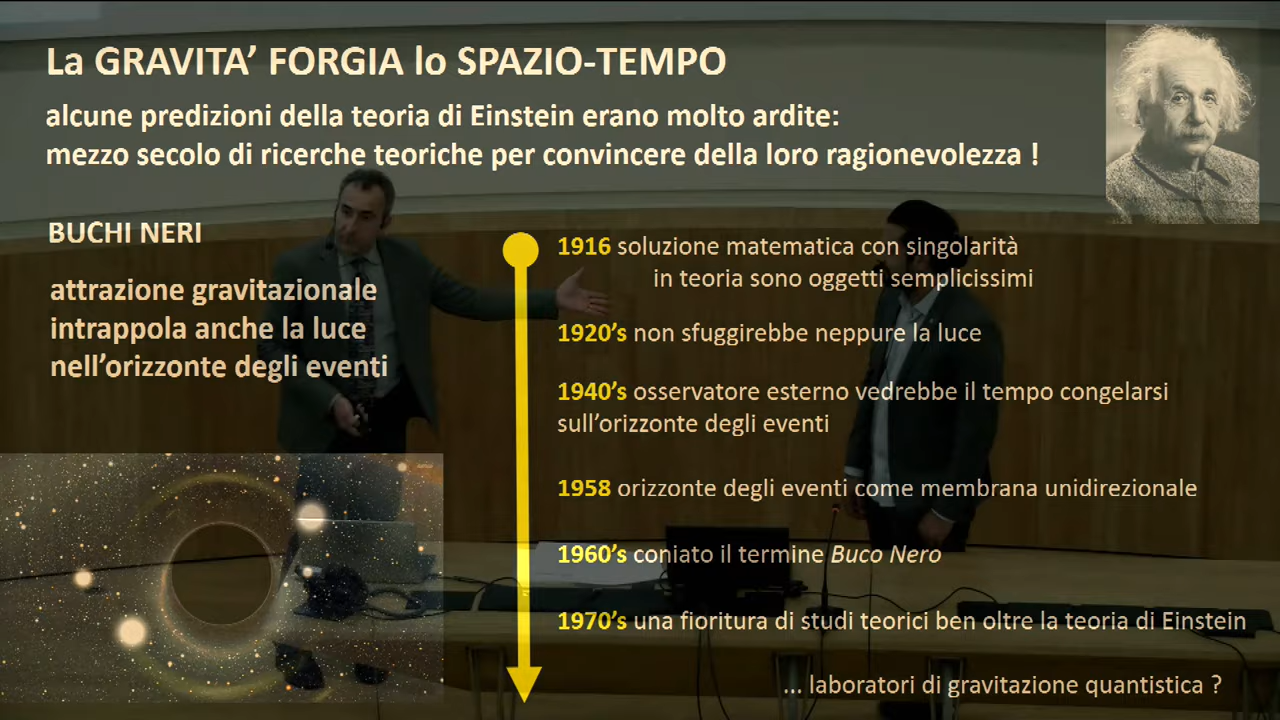 La GRAVITA’ FORGIA lo SPAZIO-TEMPO
alcune predizioni della teoria di Einstein erano molto ardite:
mezzo secolo di ricerche teoriche per convincere della loro ragionevolezza !
BUCHI NERI
attrazione gravitazionale
intrappola anche la luce
nell’orizzonte degli eventi
1916 soluzione matematica con singolarità
in teoria sono oggetti semplicissimi
1920’s non sfuggirebbe neppure la luce
1940’s osservatore esterno vedrebbe il tempo congelarsi
sull’orizzonte degli eventi
1958 orizzonte degli eventi come membrana unidirezionale
1960’s coniato il termine Buco Nero
1970’s una fioritura di studi teorici ben oltre la teoria di Einstein
... laboratori di gravitazione quantistica ?